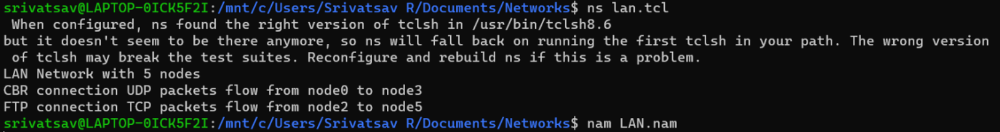 srivatsav@LAPTOP-0ICK5F2I:/mnt/c/Users/Srivatsav R/Documents/Networks$ ns lan.tcl
 When configured, ns found the right version of tclsh in /usr/bin/tclsh8.6
but it doesn't seem to be there anymore, so ns will fall back on running the first tclsh in your path. The wrong version
 of tclsh may break the test suites. Reconfigure and rebuild ns if this is a problem.
LAN Network with 5 nodes
CBR connection UDP packets flow from node0 to node3
FTP connection TCP packets flow from node2 to node5
srivatsav@LAPTOP-0ICK5F2I:/mnt/c/Users/Srivatsav R/Documents/Networks$ nam LAN.nam